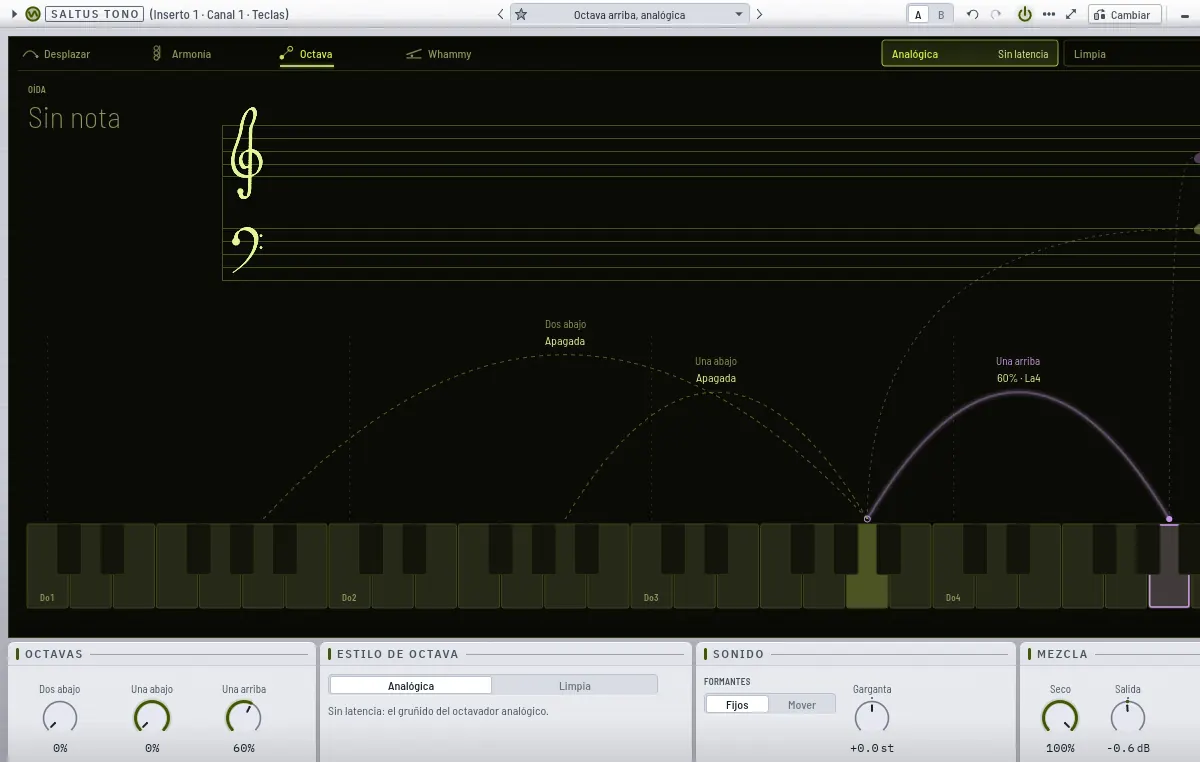 SALTUS TONO (Inserto 1 · Canal 1 · Teclas)
Octava arriba, analógica
A B
Cambiar
Desplazar Armonía Octava Whammy
Analógica Sin latencia Limpia
OÍDA
Sin nota
Dos abajo
Apagada
Una abajo
Apagada
Una arriba
60% · La4
Do1 Do2 Do3 Do4
OCTAVAS
Dos abajo Una abajo Una arriba
0% 0% 60%
ESTILO DE OCTAVA
Analógica Limpia
Sin latencia: el gruñido del octavador analógico.
SONIDO
FORMANTES
Fijos Mover
Garganta
+0.0 st
MEZCLA
Seco Salida
100% -0.6 dB